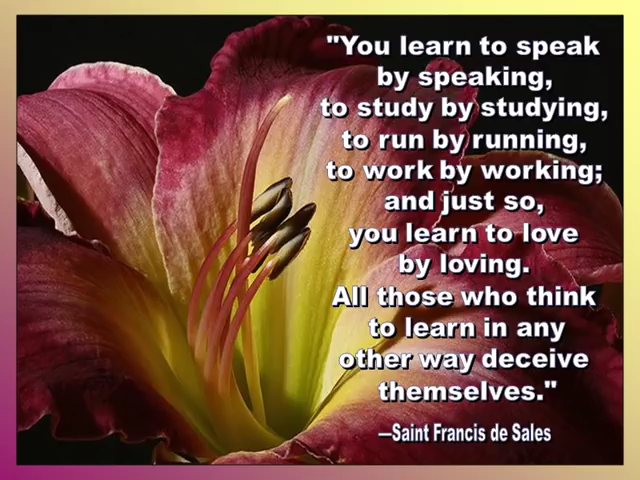 "You learn to speak
by speaking,
to study by studying,
to run by running,
to work by working;
and just so,
you learn to love
by loving.
All those who think
to learn in any
other way deceive
themselves."
—Saint Francis de Sales